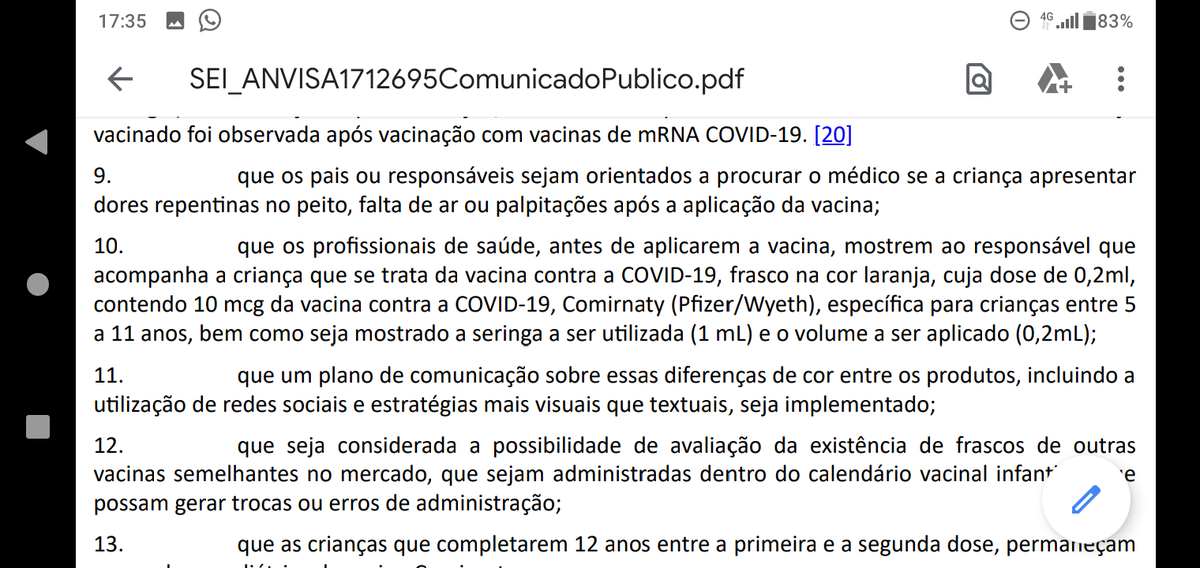 17:35
4G 83%
SEI_ANVISA1712695ComunicadoPublico.pdf
vacinado foi observada após vacinação com vacinas de mRNA COVID-19. [20]
9. que os pais ou responsáveis sejam orientados a procurar o médico se a criança apresentar
dores repentinas no peito, falta de ar ou palpitações após a aplicação da vacina;
10. que os profissionais de saúde, antes de aplicarem a vacina, mostrem ao responsável que
acompanha a criança que se trata da vacina contra a COVID-19, frasco na cor laranja, cuja dose de 0,2ml,
contendo 10 mcg da vacina contra a COVID-19, Comirnaty (Pfizer/Wyeth), específica para crianças entre 5
a 11 anos, bem como seja mostrado a seringa a ser utilizada (1 mL) e o volume a ser aplicado (0,2mL);
11. que um plano de comunicação sobre essas diferenças de cor entre os produtos, incluindo a
utilização de redes sociais e estratégias mais visuais que textuais, seja implementado;
12. que seja considerada a possibilidade de avaliação da existência de frascos de outras
vacinas semelhantes no mercado, que sejam administradas dentro do calendário vacinal
possam gerar trocas ou erros de administração;
13. que as crianças que completarem 12 anos entre a primeira e a segunda dose, permaneçam